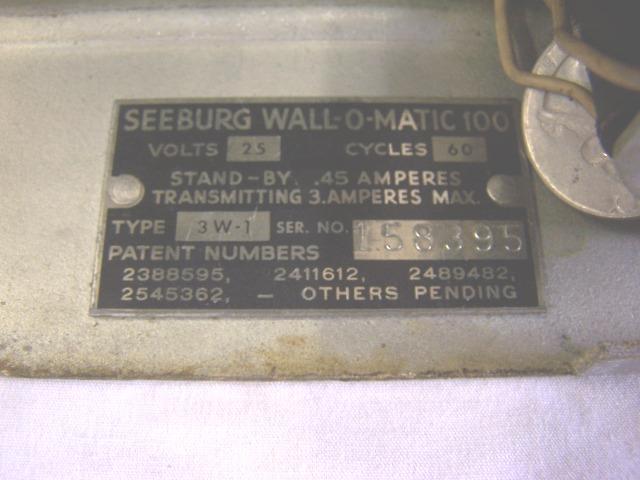 SEEBURG WALL-O-MATIC 100
VOLTS 25 CYCLES 60
STAND-BY. .45 AMPERES
TRANSMITTING 3.AMPERES MAX.
TYPE 3W-1 SER. NO. 158395
PATENT NUMBERS
2388595, 2411612, 2489482,
2545362, — OTHERS PENDING